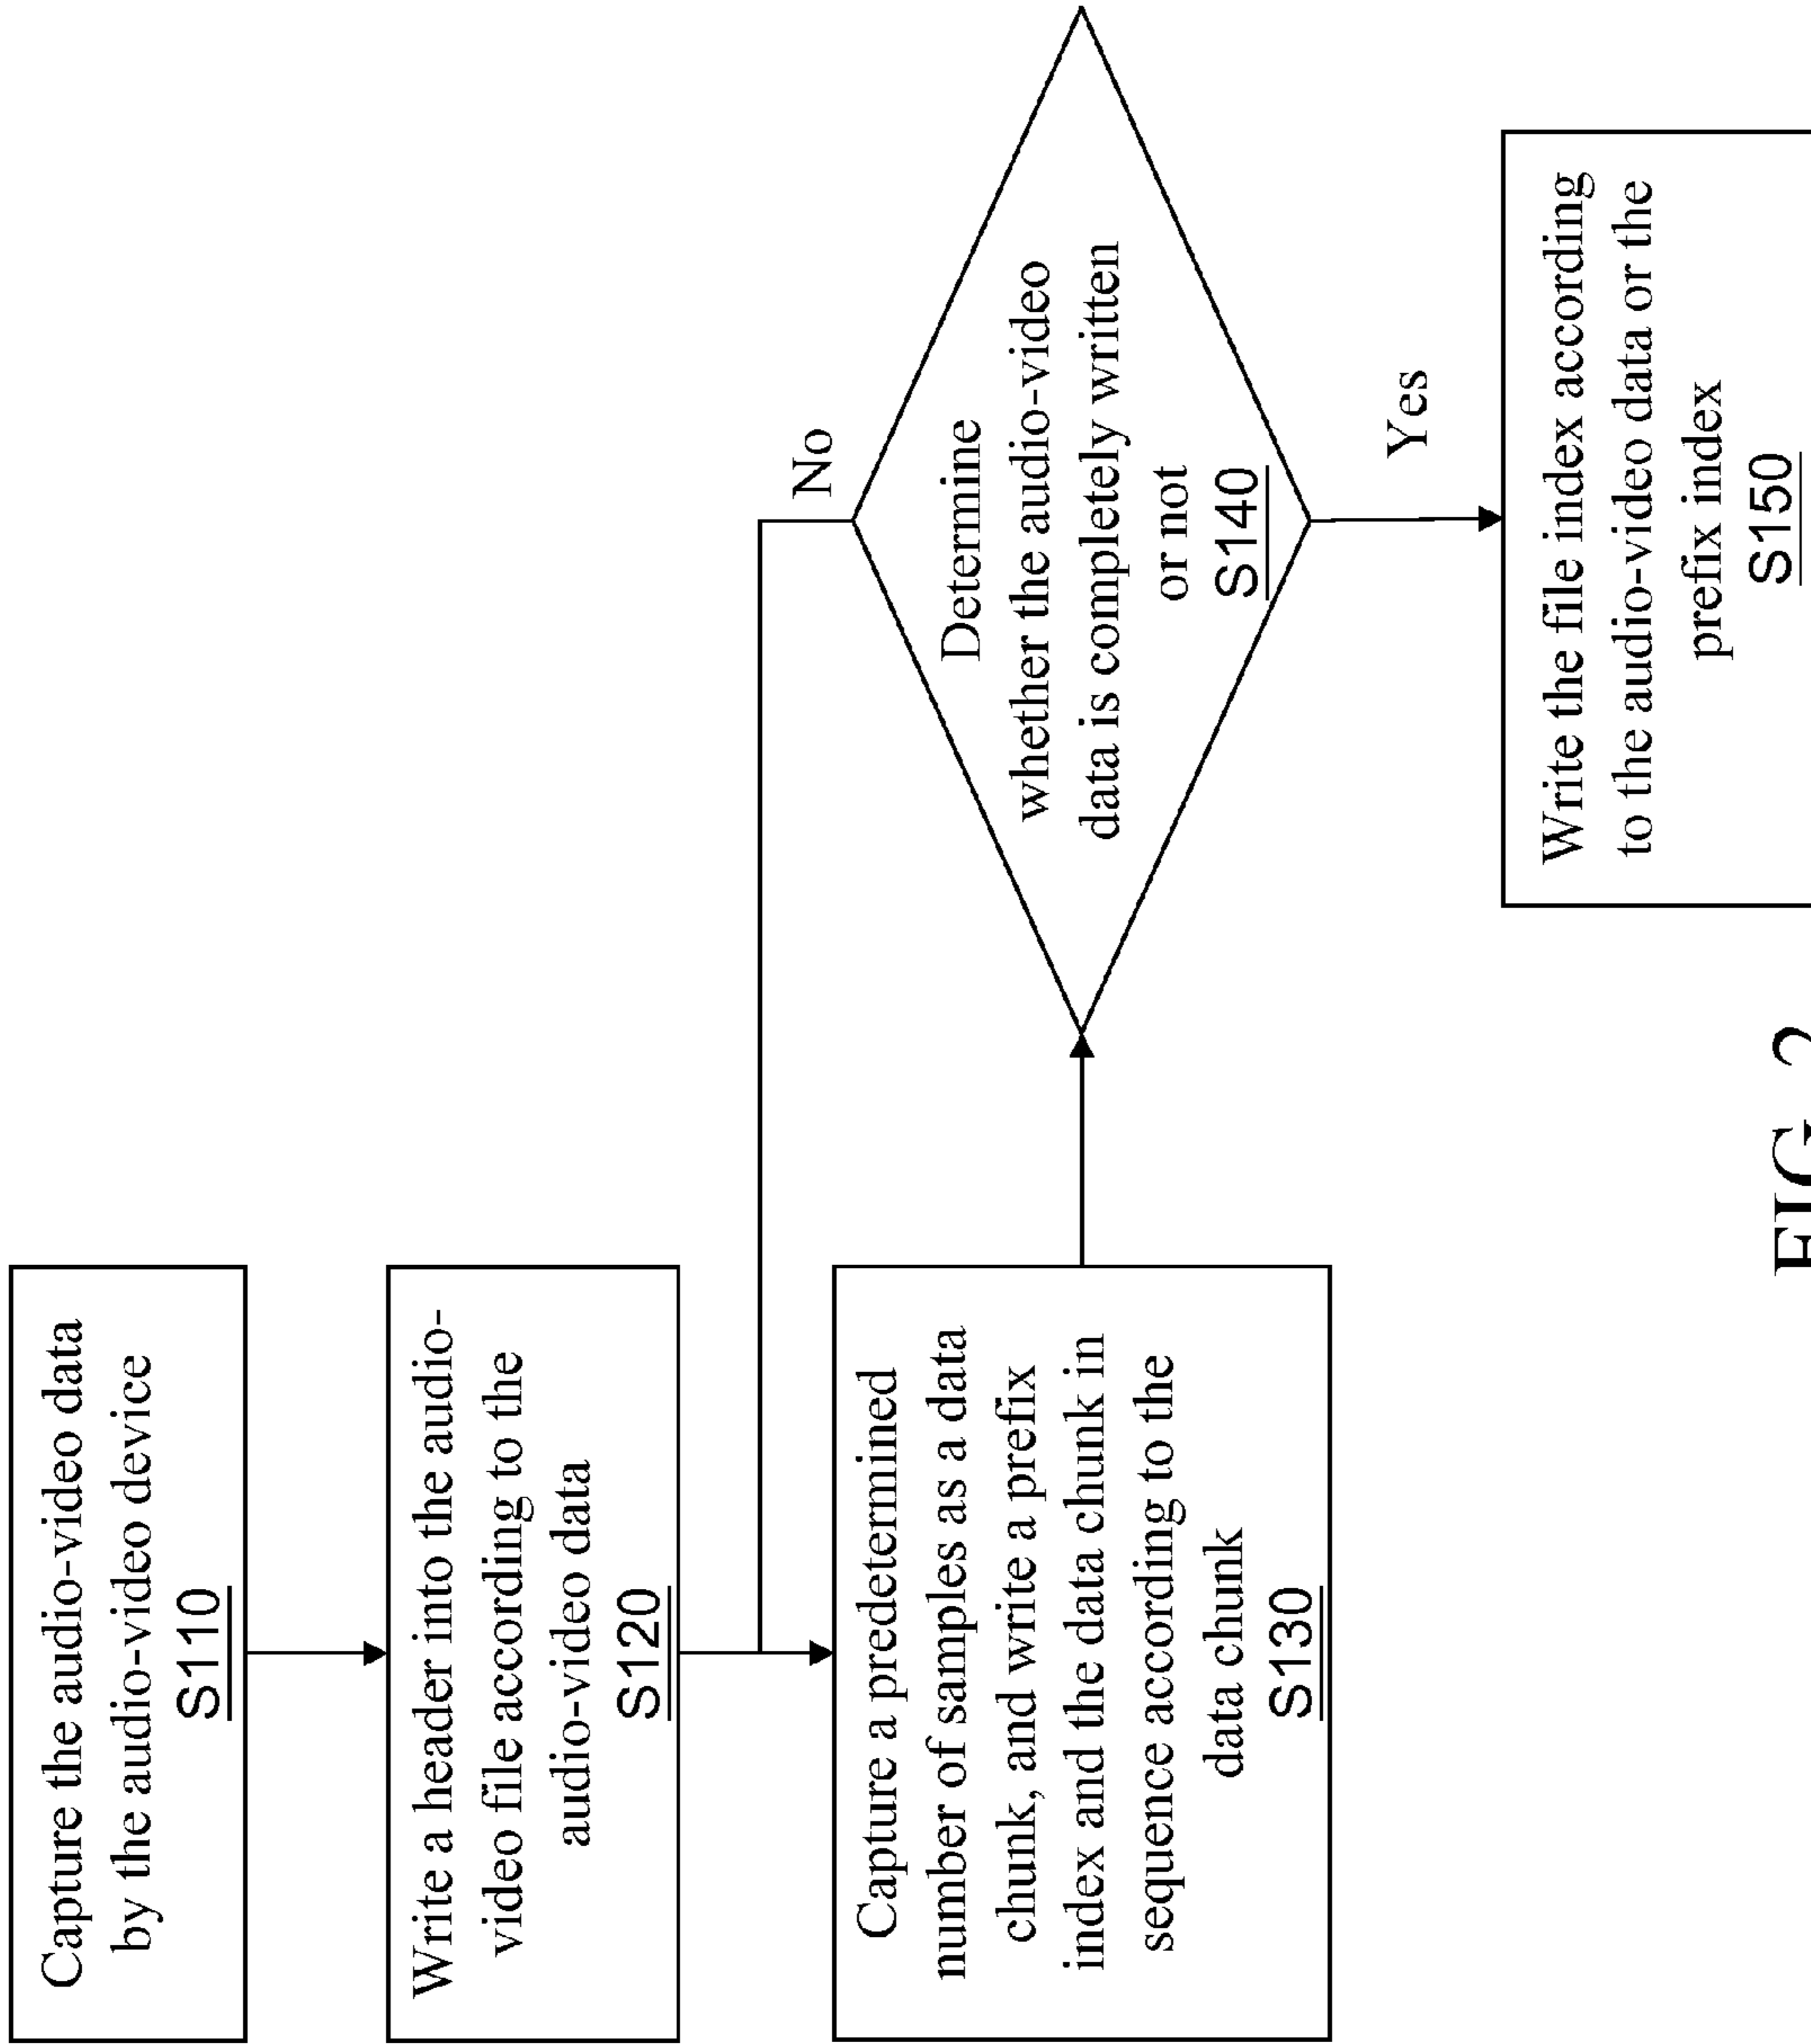 Capture the audio-video data
by the audio-video device
S110
Write a header into the audio-
video file according to the
audio-video data
S120
Capture a predetermined
number of samples as a data
chunk, and write a prefix
index and the data chunk in
sequence according to the
data chunk
S130
No
Determine
whether the audio-video
data is completely written
or not
S140
Yes
Write the file index according
to the audio-video data or the
prefix index
S150
FIG. 2